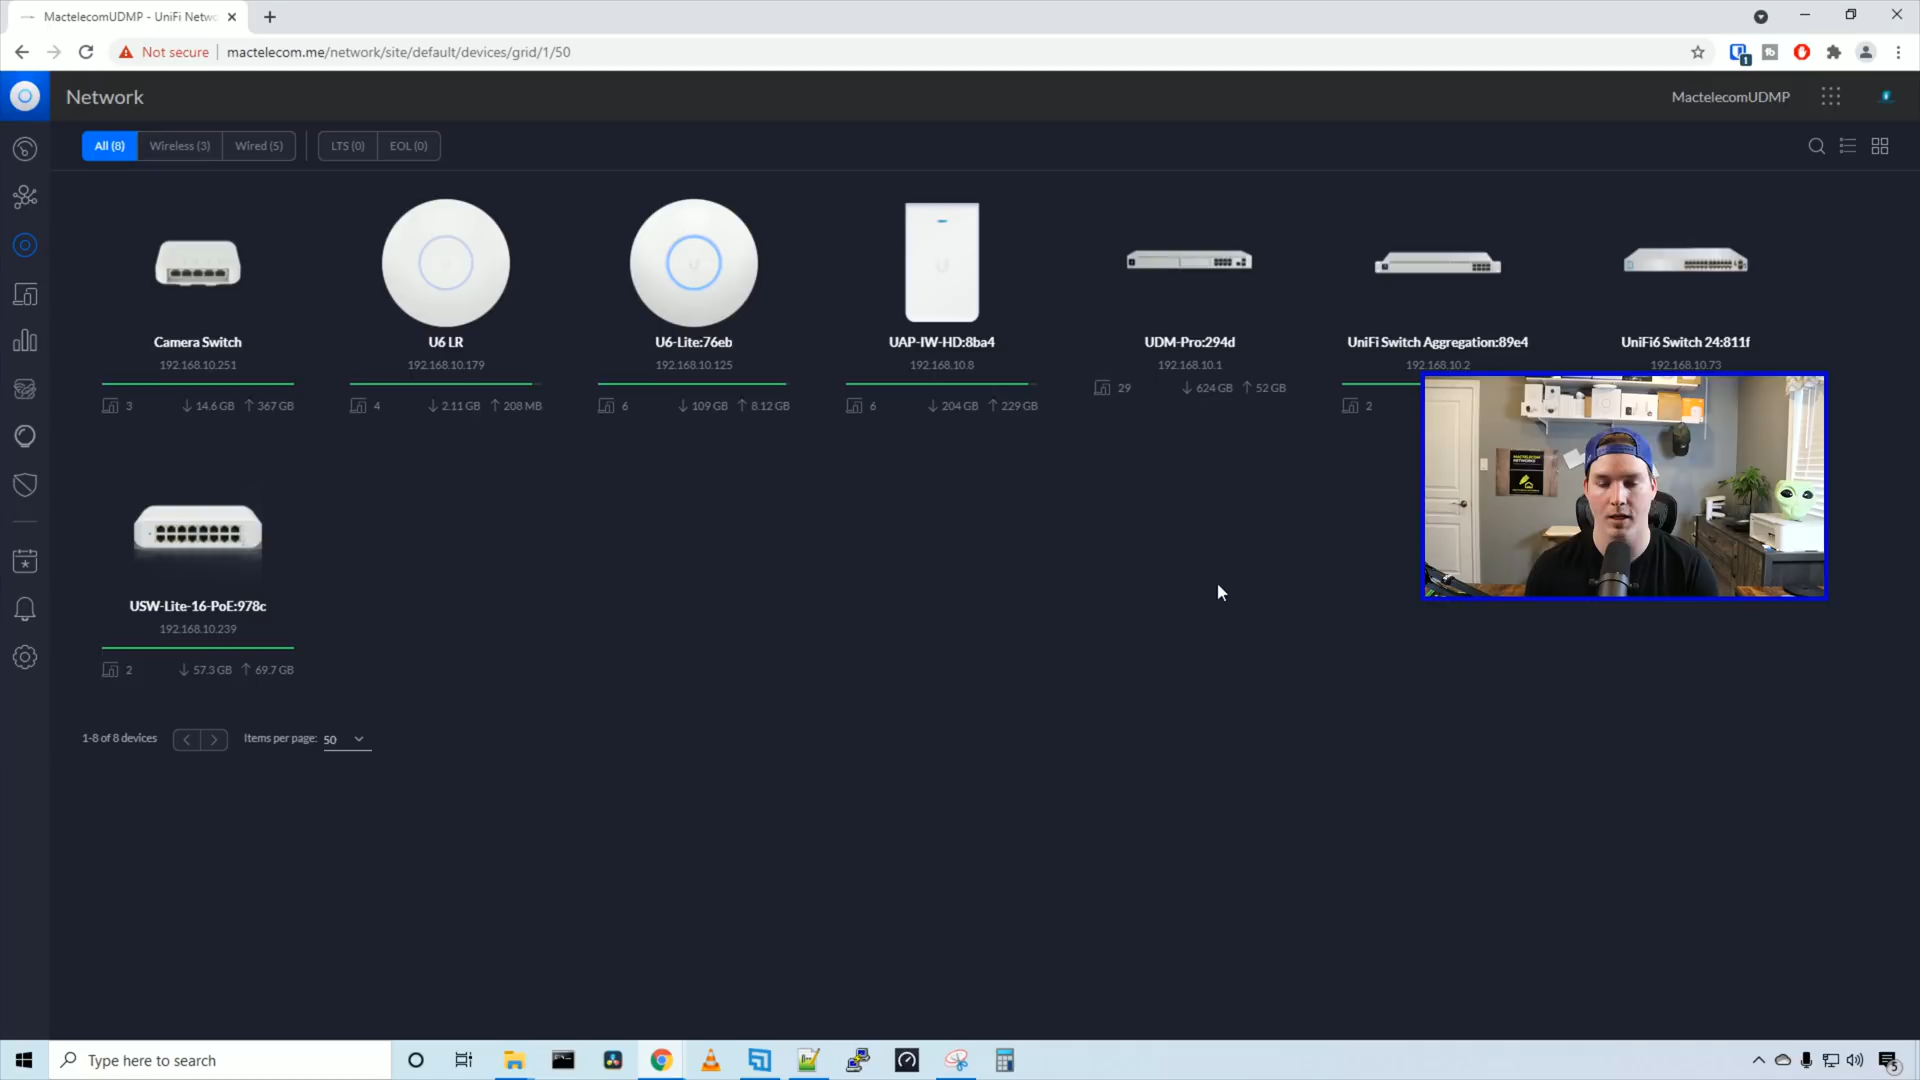 MactelecomUDMP - UniFi Netwo
Not secure
mactelecom.me/network/site/default/devices/grid/1/50
1
Network
MactelecomUDMP
All (8)
Wireless (3)
Wired (5)
LTS (0)
EOL (0)
Camera Switch
192.168.10.251
3
14.6 GB
367 GB
U6 LR
192.168.10.179
4
2.11 GB
208 MB
U6-Lite:76eb
192.168.10.125
6
109 GB
8.12 GB
UAP-IW-HD:8ba4
192.168.10.8
6
204 GB
229 GB
UDM-Pro:294d
192.168.10.1
29
624 GB
52 GB
UniFi Switch Aggregation:89e4
192.168.10.2
2
UniFi6 Switch 24:811f
192.168.10.73
USW-Lite-16-PoE:978c
192.168.10.239
2
57.3 GB
69.7 GB
1-8 of 8 devices
Items per page:
50
Type here to search
5